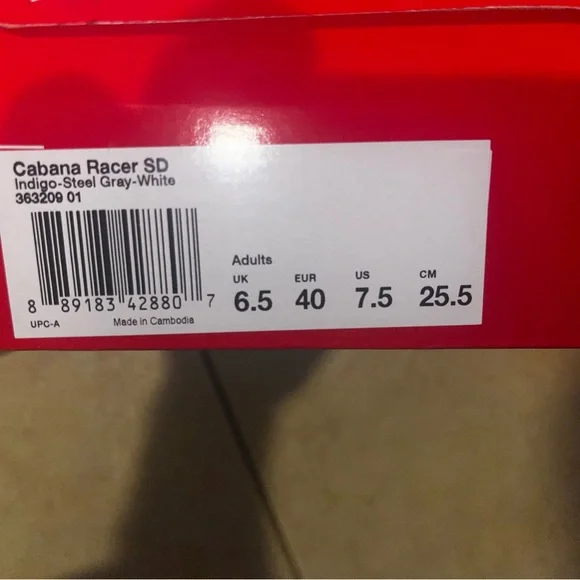 Cabana Racer SD
Indigo-Steel Gray-White
363209 01
8 89183 42880 7
UPC-A
Made in Cambodia
Adults
UK EUR US CM
6.5 40 7.5 25.5